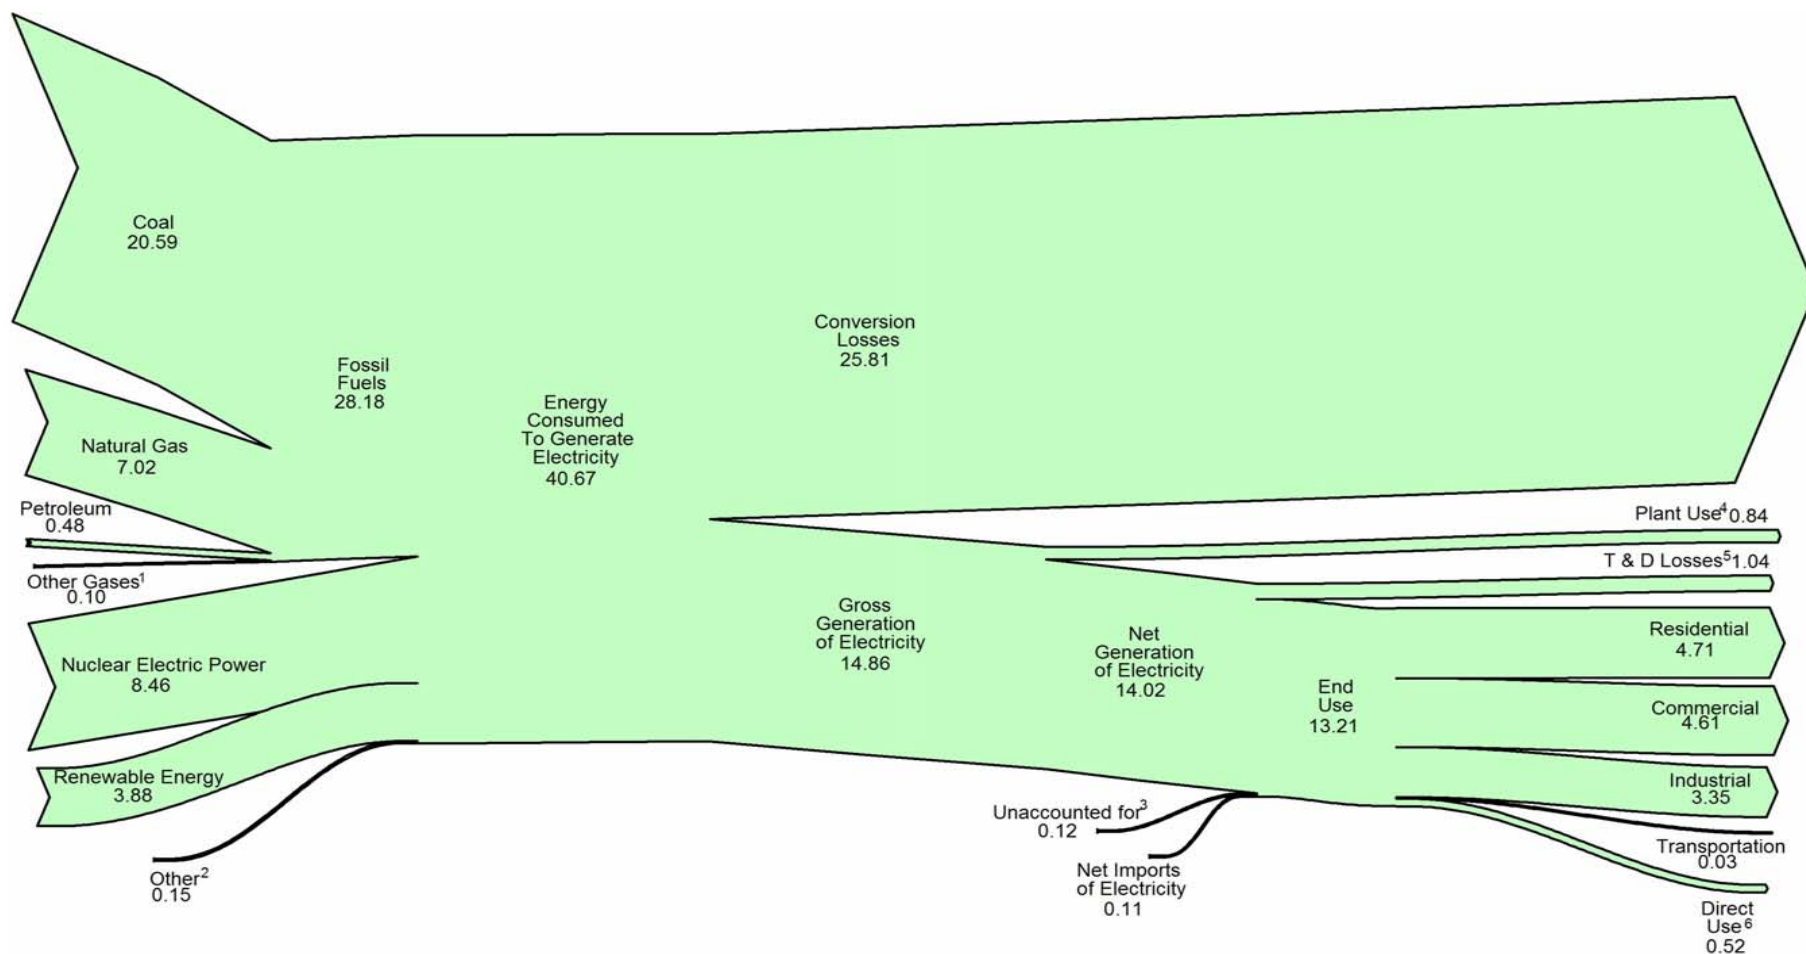 Coal
20.59
Natural Gas
7.02
Petroleum
0.48
Other Gases¹
0.10
Nuclear Electric Power
8.46
Renewable Energy
3.88
Other²
0.15
Fossil
Fuels
28.18
Energy
Consumed
To Generate
Electricity
40.67
Conversion
Losses
25.81
Gross
Generation
of Electricity
14.86
Net
Generation
of Electricity
14.02
Unaccounted for³
0.12
Net Imports
of Electricity
0.11
End
Use
13.21
Plant Use⁴ 0.84
T & D Losses⁵ 1.04
Residential
4.71
Commercial
4.61
Industrial
3.35
Transportation
0.03
Direct
Use⁶
0.52